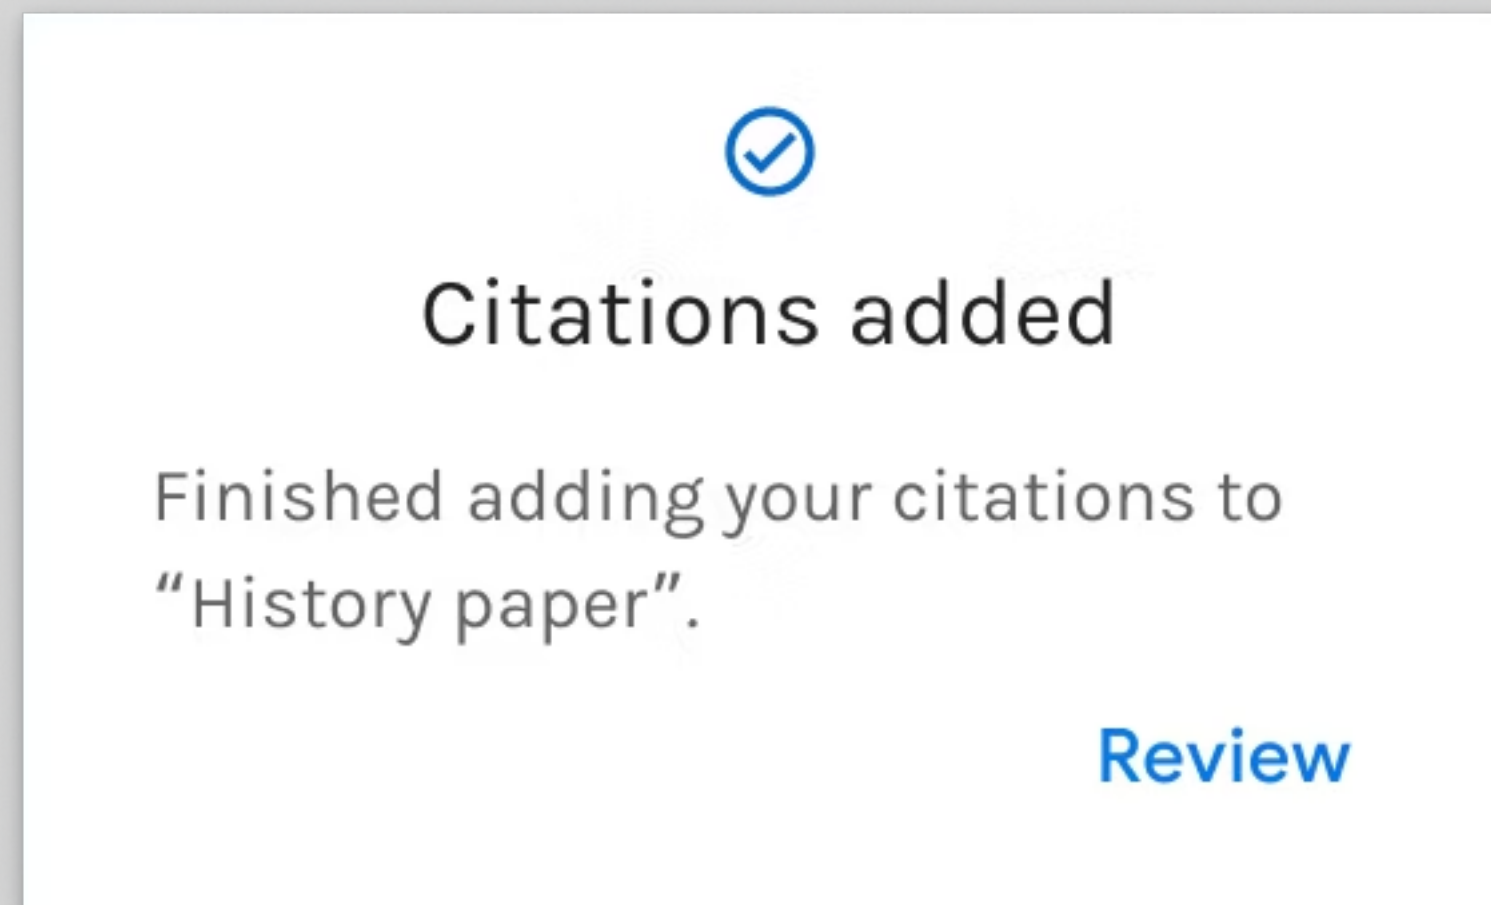 Citations added
Finished adding your citations to
“History paper”.
Review